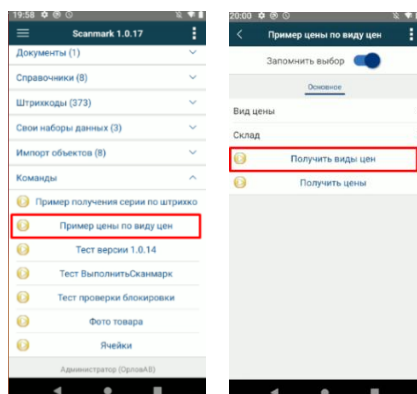 19:58
Scanmark 1.0.17
Документы (1)
Справочники (8)
Штрихкоды (373)
Свои наборы данных (3)
Импорт объектов (8)
Команды
Пример получения серии по штрихко
Пример цены по виду цен
Тест версии 1.0.14
Тест ВыполнитьСканмарк
Тест проверки блокировки
Фото товара
Ячейки
Администратор (ОрловАВ)
20:00
Пример цены по виду цен
Запомнить выбор
Основное
Вид цены
Склад
Получить виды цен
Получить цены